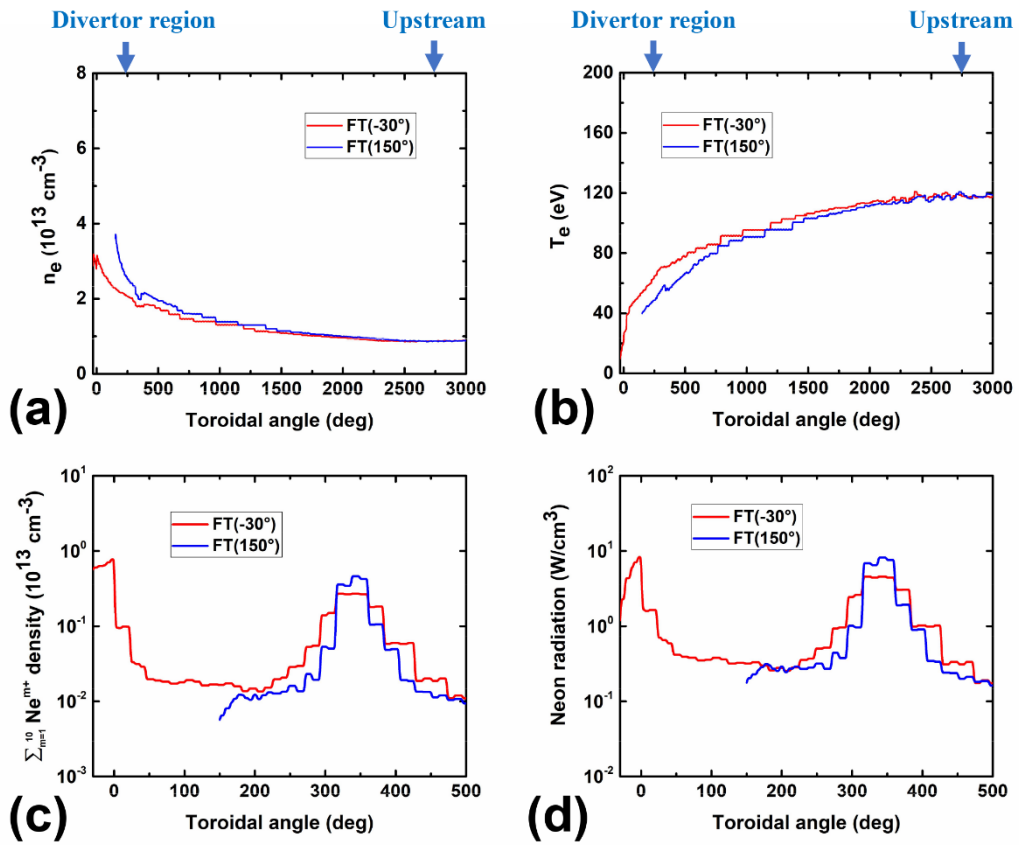 Divertor region Upstream Divertor region Upstream
8
6
4
2
0
n_e (10^13 cm^-3)
FT(-30°)
FT(150°)
0 500 1000 1500 2000 2500 3000
Toroidal angle (deg)
(a)
200
160
120
80
40
0
T_e (eV)
FT(-30°)
FT(150°)
0 500 1000 1500 2000 2500 3000
Toroidal angle (deg)
(b)
10^1
10^0
10^-1
10^-2
10^-3
Σ_m=1^10 Ne^m+ density (10^13 cm^-3)
FT(-30°)
FT(150°)
0 100 200 300 400 500
Toroidal angle (deg)
(c)
10^2
10^1
10^0
10^-1
10^-2
Neon radiation (W/cm^3)
FT(-30°)
FT(150°)
0 100 200 300 400 500
Toroidal angle (deg)
(d)